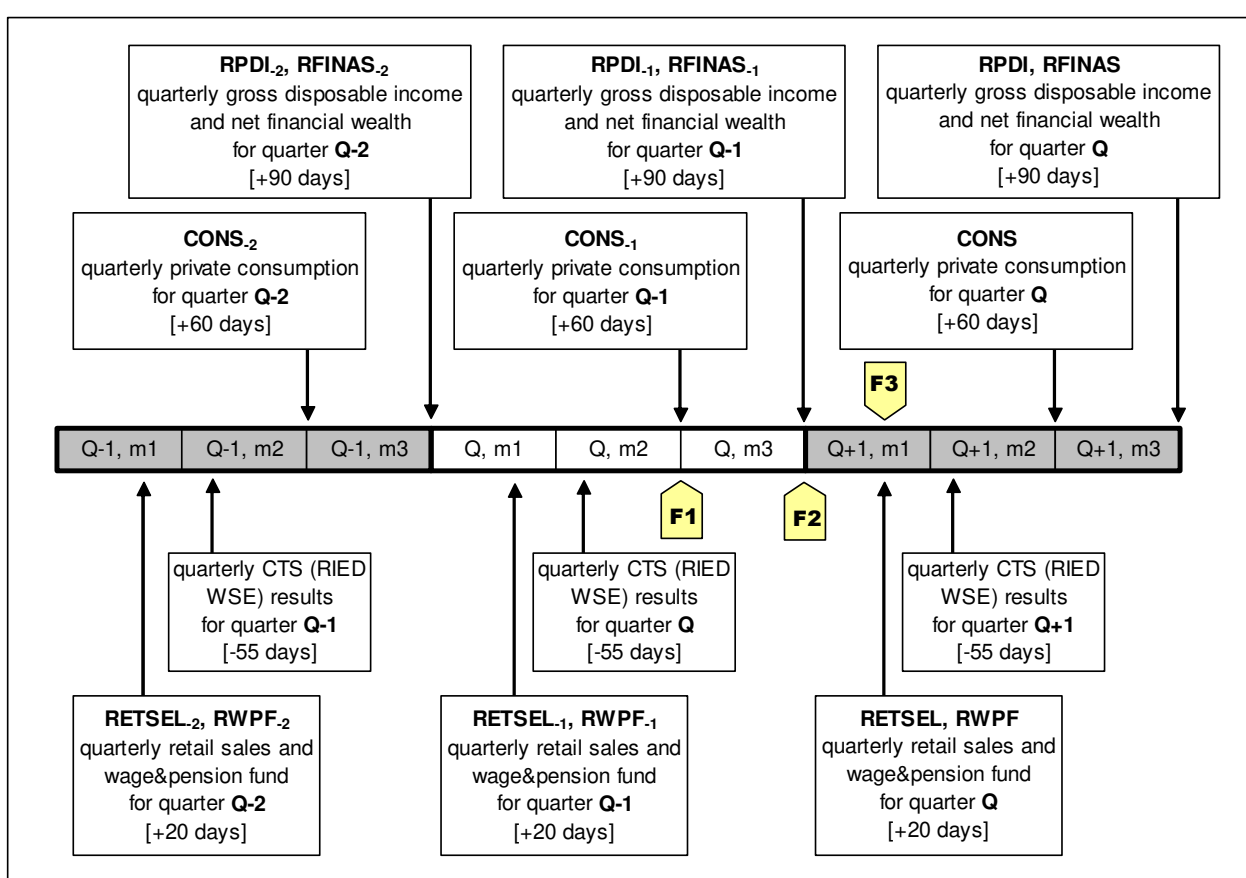 RPDI-2, RFINAS-2
quarterly gross disposable income
and net financial wealth
for quarter Q-2
[+90 days]
RPDI-1, RFINAS-1
quarterly gross disposable income
and net financial wealth
for quarter Q-1
[+90 days]
RPDI, RFINAS
quarterly gross disposable income
and net financial wealth
for quarter Q
[+90 days]
CONS-2
quarterly private consumption
for quarter Q-2
[+60 days]
CONS-1
quarterly private consumption
for quarter Q-1
[+60 days]
CONS
quarterly private consumption
for quarter Q
[+60 days]
F3
Q-1, m1
Q-1, m2
Q-1, m3
Q, m1
Q, m2
Q, m3
Q+1, m1
Q+1, m2
Q+1, m3
F1
F2
quarterly CTS (RIED
WSE) results
for quarter Q-1
[-55 days]
quarterly CTS (RIED
WSE) results
for quarter Q
[-55 days]
quarterly CTS (RIED
WSE) results
for quarter Q+1
[-55 days]
RETSEL-2, RWPF-2
quarterly retail sales and
wage&pension fund
for quarter Q-2
[+20 days]
RETSEL-1, RWPF-1
quarterly retail sales and
wage&pension fund
for quarter Q-1
[+20 days]
RETSEL, RWPF
quarterly retail sales and
wage&pension fund
for quarter Q
[+20 days]